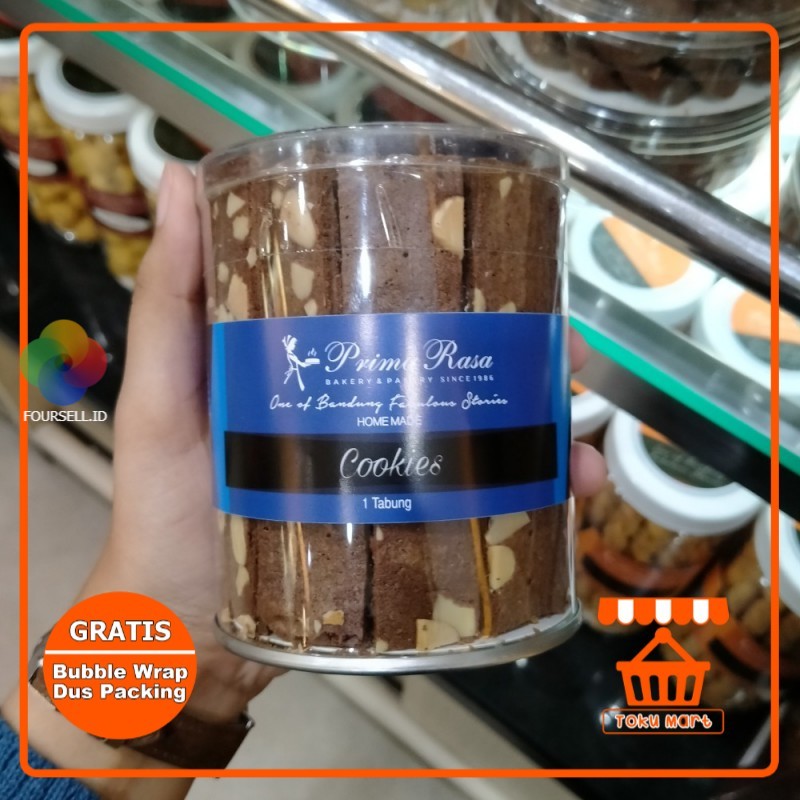 Prima Rasa
BAKERY & PASTRY SINCE 1986
One of Bandung Fabulous Stories
HOME MADE
Cookies
1 Tabung
FOURSELL.ID
GRATIS
Bubble Wrap
Dus Packing
TOKU MART